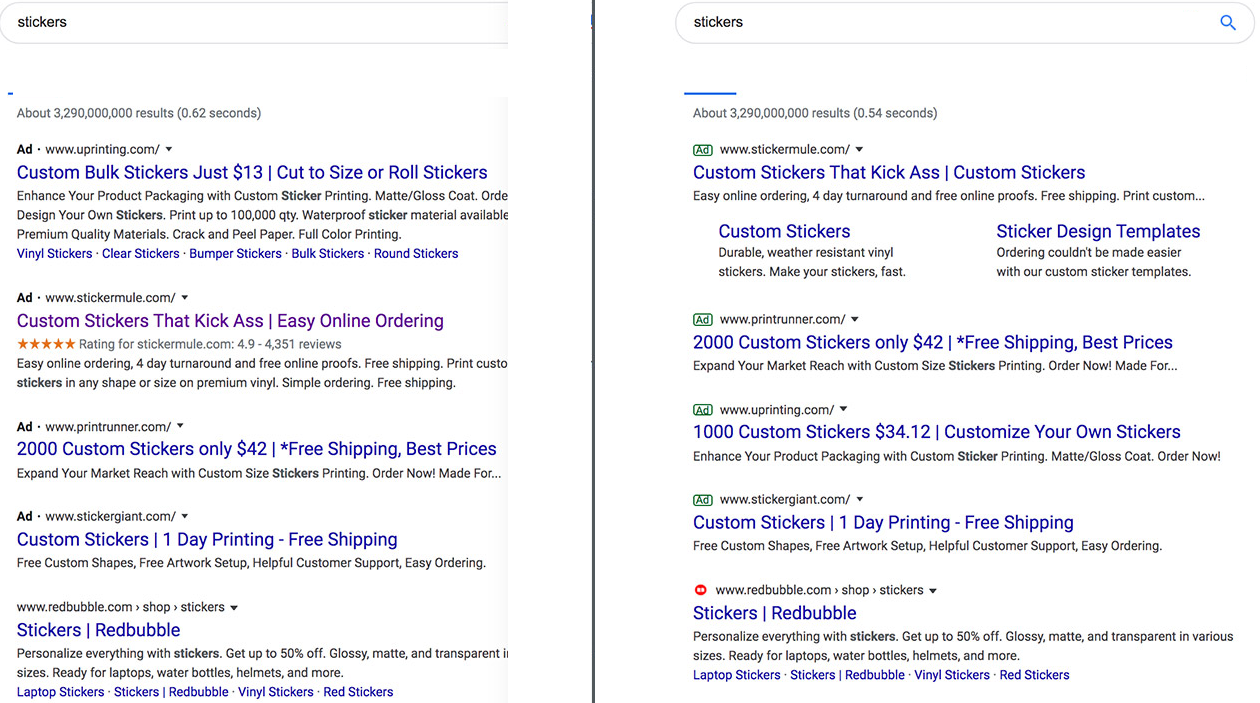 stickers
About 3,290,000,000 results (0.62 seconds)
Ad · www.uprinting.com/
Custom Bulk Stickers Just $13 | Cut to Size or Roll Stickers
Enhance Your Product Packaging with Custom Sticker Printing. Matte/Gloss Coat. Orde
Design Your Own Stickers. Print up to 100,000 qty. Waterproof sticker material available
Premium Quality Materials. Crack and Peel Paper. Full Color Printing.
Vinyl Stickers · Clear Stickers · Bumper Stickers · Bulk Stickers · Round Stickers
Ad · www.stickermule.com/
Custom Stickers That Kick Ass | Easy Online Ordering
Rating for stickermule.com: 4.9 - 4,351 reviews
Easy online ordering, 4 day turnaround and free online proofs. Free shipping. Print custo
stickers in any shape or size on premium vinyl. Simple ordering. Free shipping.
Ad · www.printrunner.com/
2000 Custom Stickers only $42 | *Free Shipping, Best Prices
Expand Your Market Reach with Custom Size Stickers Printing. Order Now! Made For...
Ad · www.stickergiant.com/
Custom Stickers | 1 Day Printing - Free Shipping
Free Custom Shapes, Free Artwork Setup, Helpful Customer Support, Easy Ordering.
www.redbubble.com › shop › stickers
Stickers | Redbubble
Personalize everything with stickers. Get up to 50% off. Glossy, matte, and transparent i
sizes. Ready for laptops, water bottles, helmets, and more.
Laptop Stickers · Stickers | Redbubble · Vinyl Stickers · Red Stickers
stickers
About 3,290,000,000 results (0.54 seconds)
Ad www.stickermule.com/
Custom Stickers That Kick Ass | Custom Stickers
Easy online ordering, 4 day turnaround and free online proofs. Free shipping. Print custom...
Custom Stickers
Durable, weather resistant vinyl
stickers. Make your stickers, fast.
Sticker Design Templates
Ordering couldn't be made easier
with our custom sticker templates.
Ad www.printrunner.com/
2000 Custom Stickers only $42 | *Free Shipping, Best Prices
Expand Your Market Reach with Custom Size Stickers Printing. Order Now! Made For...
Ad www.uprinting.com/
1000 Custom Stickers $34.12 | Customize Your Own Stickers
Enhance Your Product Packaging with Custom Sticker Printing. Matte/Gloss Coat. Order Now!
Ad www.stickergiant.com/
Custom Stickers | 1 Day Printing - Free Shipping
Free Custom Shapes, Free Artwork Setup, Helpful Customer Support, Easy Ordering.
www.redbubble.com › shop › stickers
Stickers | Redbubble
Personalize everything with stickers. Get up to 50% off. Glossy, matte, and transparent in various
sizes. Ready for laptops, water bottles, helmets, and more.
Laptop Stickers · Stickers | Redbubble · Vinyl Stickers · Red Stickers